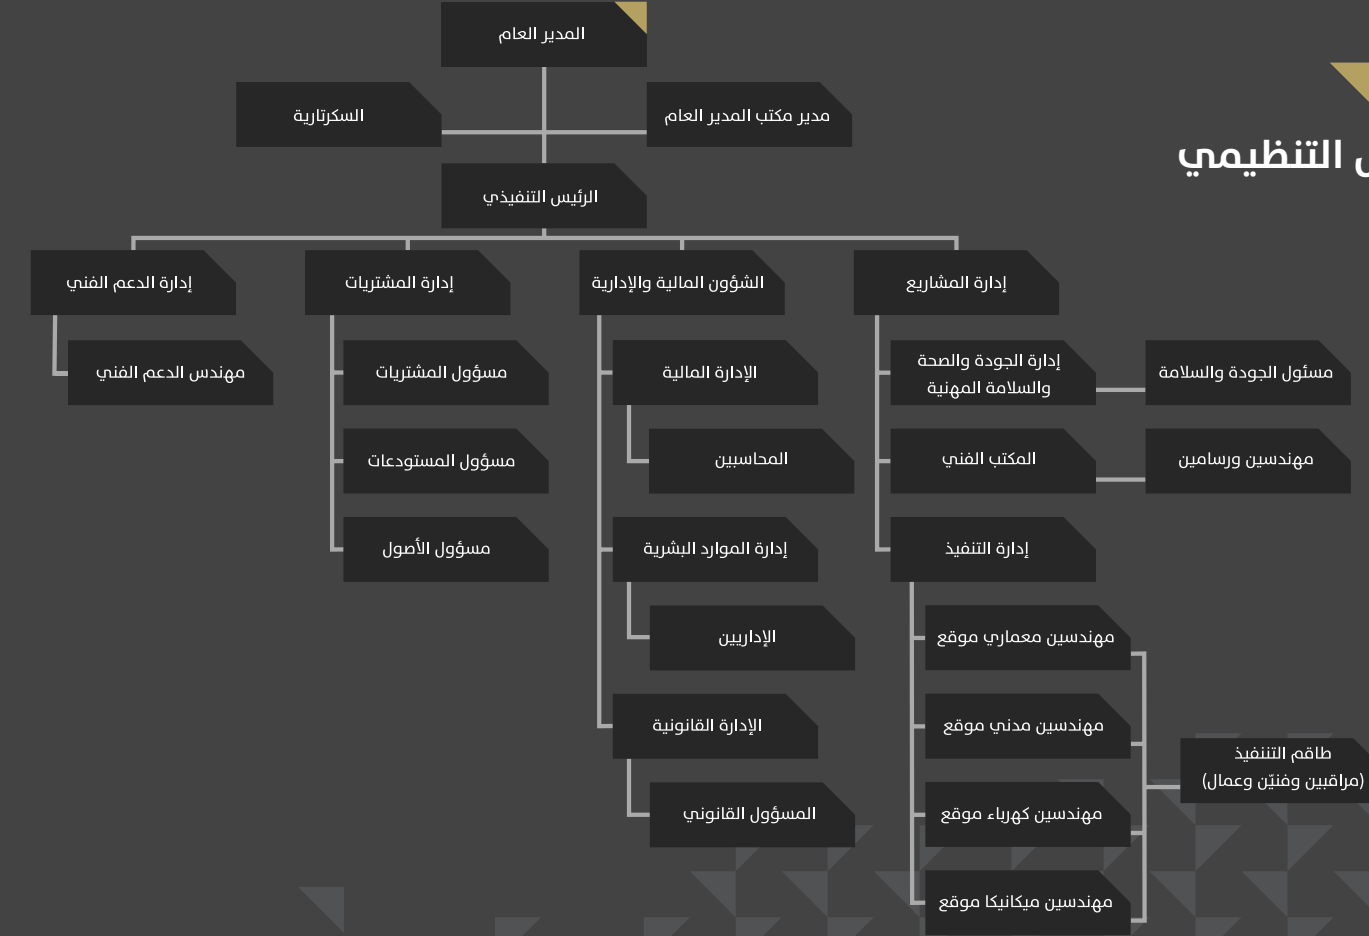 المدير العام
مدير مكتب المدير العام
السكرتارية
التنظيمي
الرئيس التنفيذي
إدارة المشاريع
الشؤون المالية والإدارية
إدارة المشتريات
إدارة الدعم الفني
مسئول الجودة والسلامة
إدارة الجودة والصحة
والسلامة المهنية
الإدارة المالية
مسؤول المشتريات
مهندس الدعم الفني
مهندسين ورسامين
المكتب الفني
المحاسبين
مسؤول المستودعات
إدارة التنفيذ
إدارة الموارد البشرية
مسؤول الأصول
مهندسين معماري موقع
الإداريين
مهندسين مدني موقع
الإدارة القانونية
طاقم التننفيذ
(مراقبين وفنيّن وعمال)
مهندسين كهرباء موقع
المسؤول القانوني
مهندسين ميكانيكا موقع